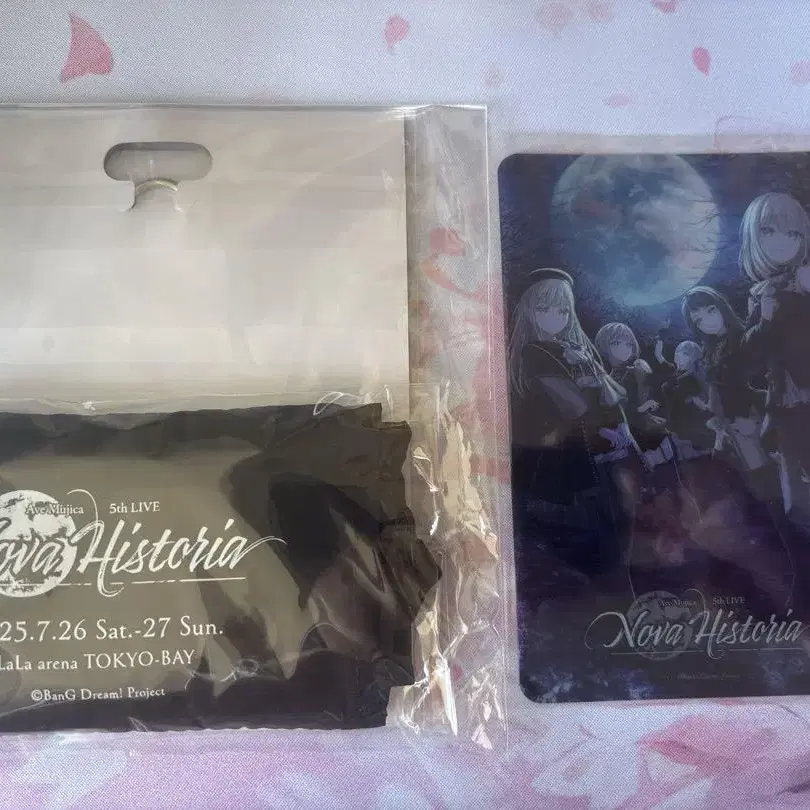 Ave Mujica 5th LIVE
Nova Historia
25.7.26 Sat.-27 Sun.
LaLa arena TOKYO-BAY
©BanG Dream! Project
Ave Mujica 5th LIVE
Nova Historia